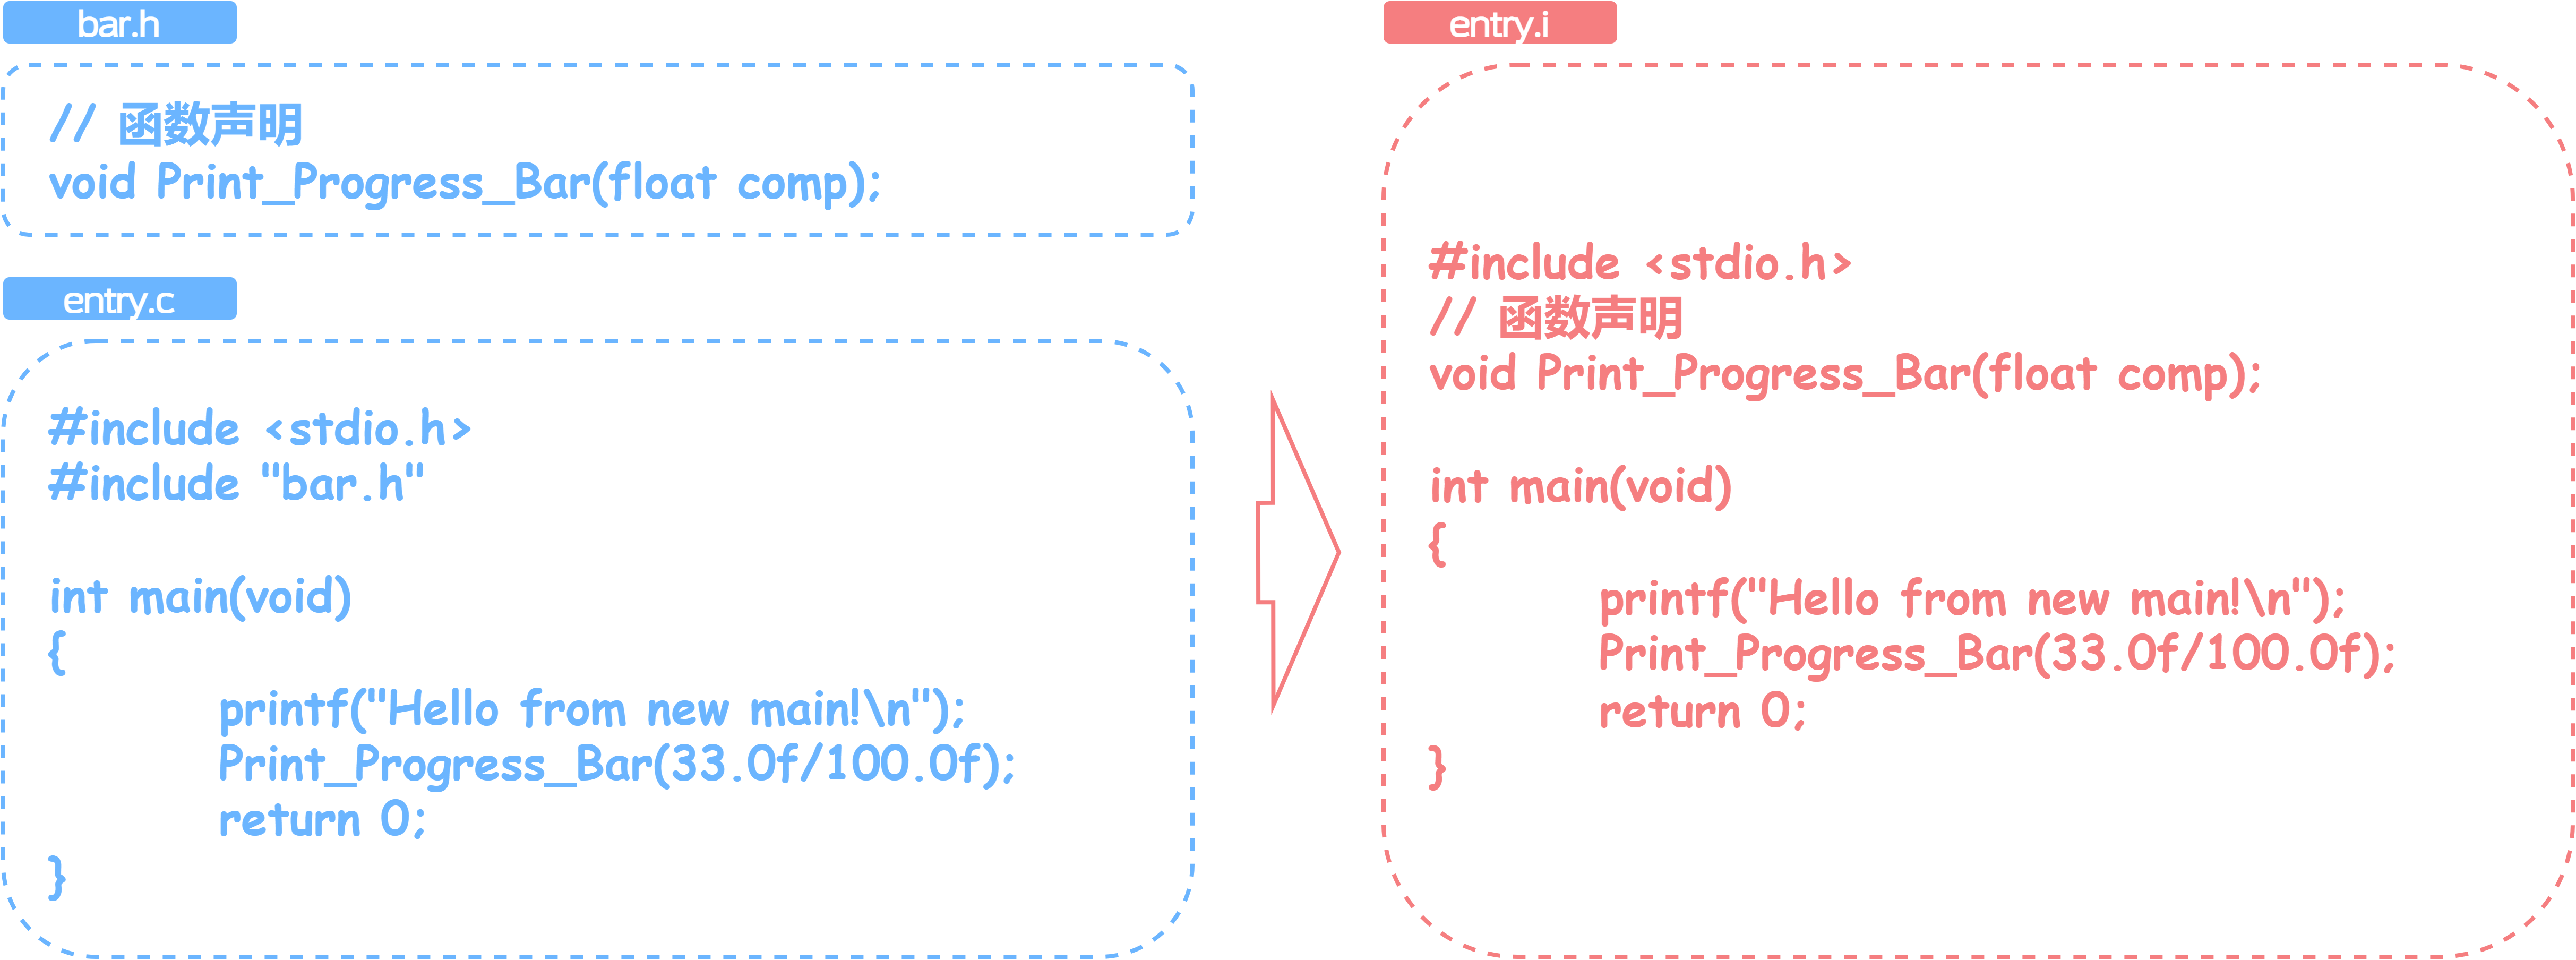 bar.h
// 函数声明
void Print_Progress_Bar(float comp);
entry.c
#include <stdio.h>
#include "bar.h"
int main(void)
{
printf("Hello from new main!\n");
Print_Progress_Bar(33.0f/100.0f);
return 0;
}
entry.i
#include <stdio.h>
// 函数声明
void Print_Progress_Bar(float comp);
int main(void)
{
printf("Hello from new main!\n");
Print_Progress_Bar(33.0f/100.0f);
return 0;
}